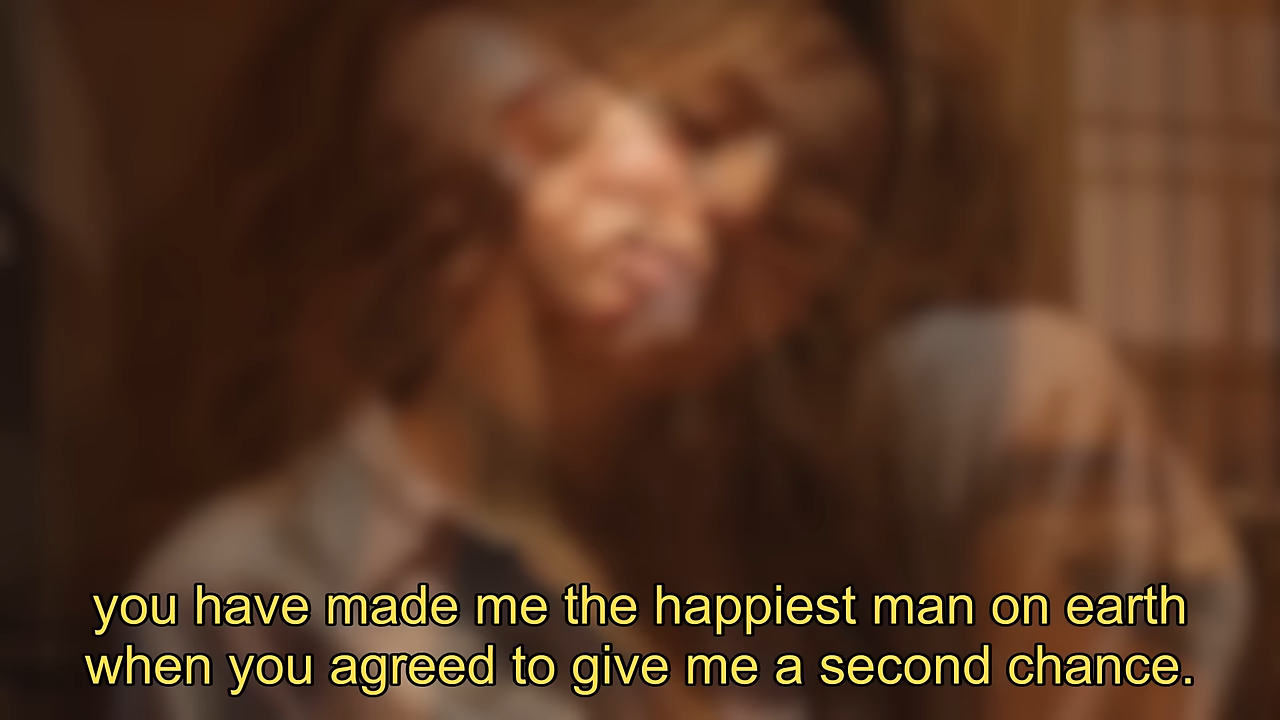 you have made me the happiest man on earth
when you agreed to give me a second chance.